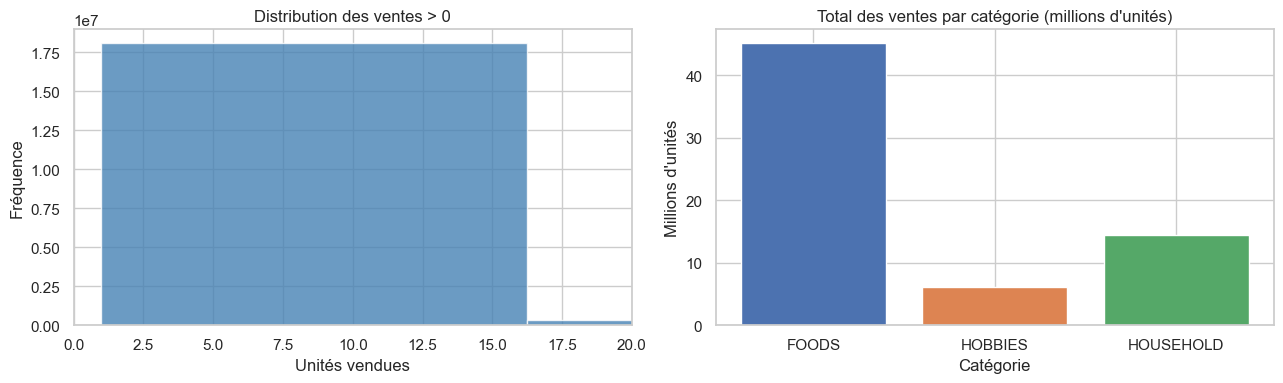 Distribution des ventes > 0
1e7
1.75
1.50
1.25
1.00
0.75
0.50
0.25
0.00
Fréquence
0.0 2.5 5.0 7.5 10.0 12.5 15.0 17.5 20.0
Unités vendues
Total des ventes par catégorie (millions d'unités)
40
30
20
10
0
Millions d'unités
FOODS HOBBIES HOUSEHOLD
Catégorie